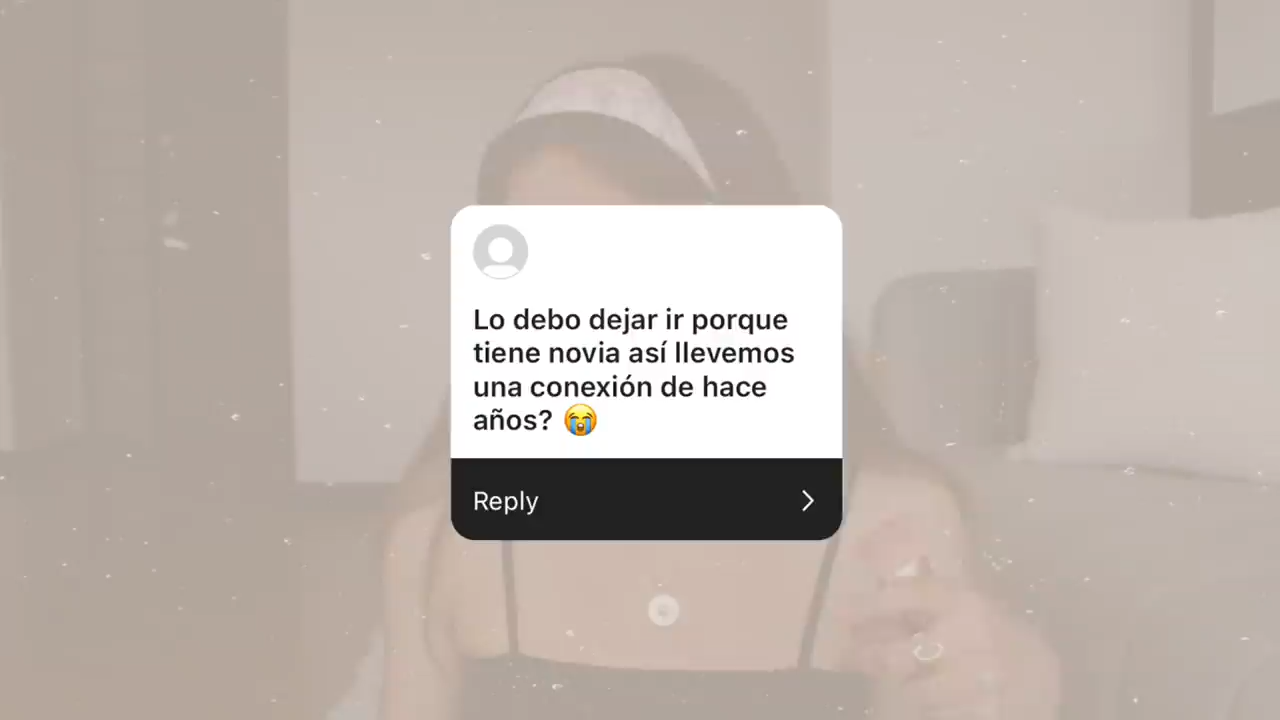 Lo debo dejar ir porque
tiene novia así llevemos
una conexión de hace
años? 😭
Reply